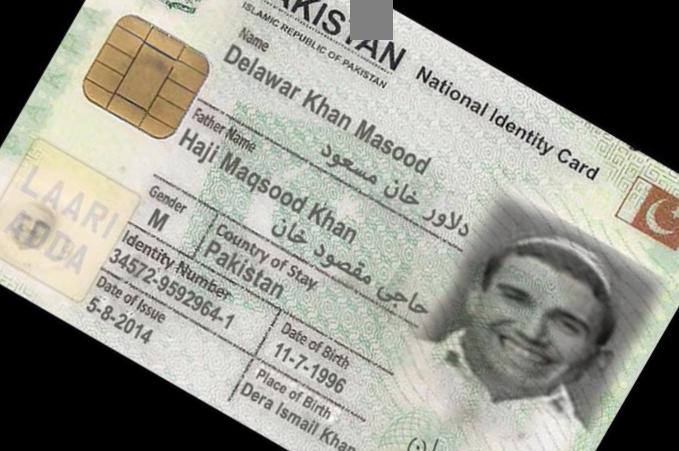 PAKISTAN National Identity Card
ISLAMIC REPUBLIC OF PAKISTAN
Name
Delawar Khan Masood
دلاور خان مسعود
Father Name
Haji Maqsood Khan
حاجی مقصود خان
Gender
M
Country of Stay
Pakistan
Identity Number
34572-9592964-1
Date of Birth
11-7-1996
Date of Issue
5-8-2014
Place of Birth
Dera Ismail Khan
LAARI
ADDA